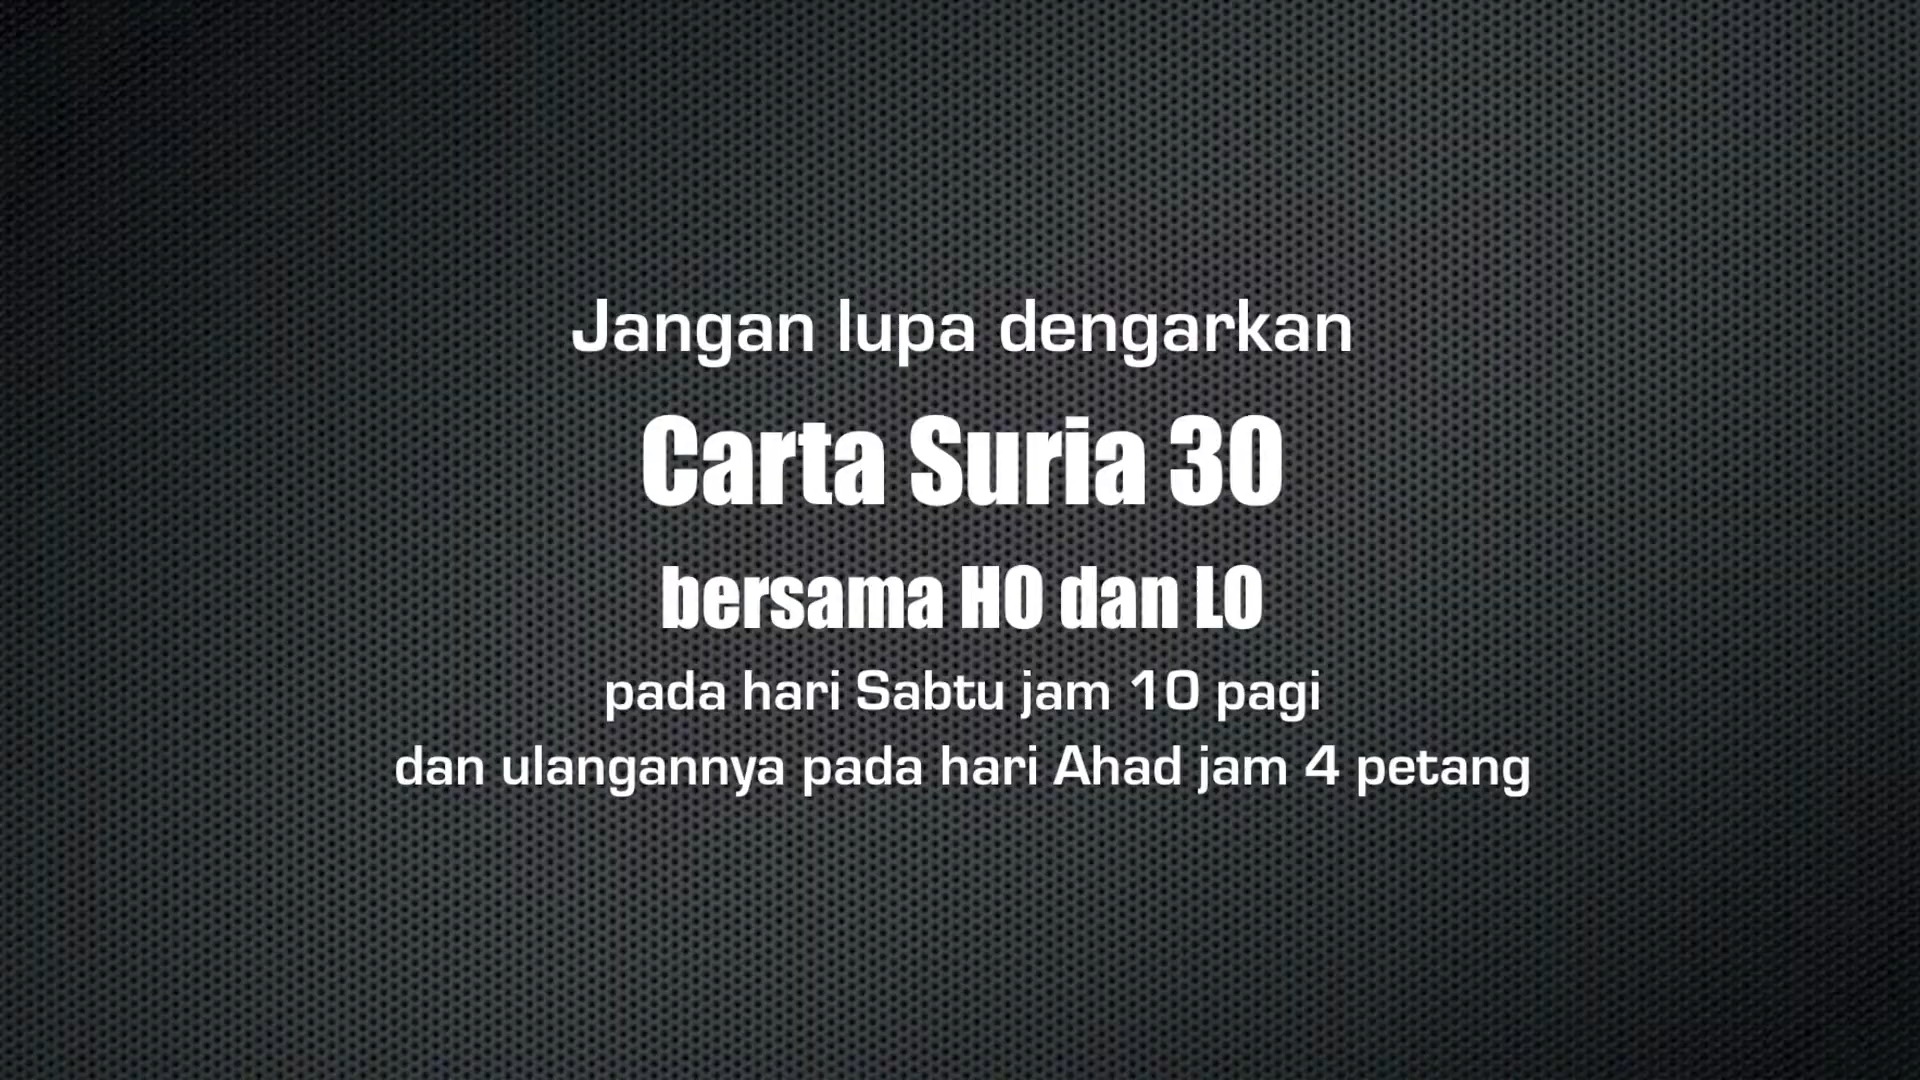 Jangan lupa dengarkan
Carta Suria 30
bersama HO dan LO
pada hari Sabtu jam 10 pagi
dan ulangannya pada hari Ahad jam 4 petang